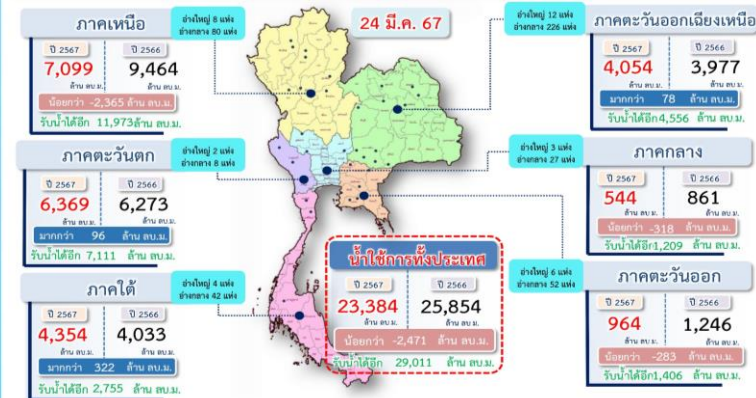 24 มี.ค. 67
ภาคเหนือ
อ่างใหญ่ 8 แห่ง
อ่างกลาง 80 แห่ง
ปี 2567 ปี 2566
7,099 9,464
ล้าน ลบ.ม. ล้าน ลบ.ม.
น้อยกว่า -2,365 ล้าน ลบ.ม.
รับน้ำได้อีก 11,973 ล้าน ลบ.ม.
ภาคตะวันออกเฉียงเหนือ
อ่างใหญ่ 12 แห่ง
อ่างกลาง 226 แห่ง
ปี 2567 ปี 2566
4,054 3,977
ล้าน ลบ.ม. ล้าน ลบ.ม.
มากกว่า 78 ล้าน ลบ.ม.
รับน้ำได้อีก4,556 ล้าน ลบ.ม.
ภาคตะวันตก
อ่างใหญ่ 2 แห่ง
อ่างกลาง 8 แห่ง
ปี 2567 ปี 2566
6,369 6,273
ล้าน ลบ.ม. ล้าน ลบ.ม.
มากกว่า 96 ล้าน ลบ.ม.
รับน้ำได้อีก 7,111 ล้าน ลบ.ม.
ภาคกลาง
อ่างใหญ่ 3 แห่ง
อ่างกลาง 27 แห่ง
ปี 2567 ปี 2566
544 861
ล้าน ลบ.ม. ล้าน ลบ.ม.
น้อยกว่า -318 ล้าน ลบ.ม.
รับน้ำได้อีก1,209 ล้าน ลบ.ม.
ภาคใต้
อ่างใหญ่ 4 แห่ง
อ่างกลาง 42 แห่ง
ปี 2567 ปี 2566
4,354 4,033
ล้าน ลบ.ม. ล้าน ลบ.ม.
มากกว่า 322 ล้าน ลบ.ม.
รับน้ำได้อีก 2,755 ล้าน ลบ.ม.
น้ำใช้การทั้งประเทศ
ปี 2567 ปี 2566
23,384 25,854
ล้าน ลบ.ม. ล้าน ลบ.ม.
น้อยกว่า -2,471 ล้าน ลบ.ม.
รับน้ำได้อีก 29,011 ล้าน ลบ.ม.
ภาคตะวันออก
อ่างใหญ่ 6 แห่ง
อ่างกลาง 52 แห่ง
ปี 2567 ปี 2566
964 1,246
ล้าน ลบ.ม. ล้าน ลบ.ม.
น้อยกว่า -283 ล้าน ลบ.ม.
รับน้ำได้อีก1,406 ล้าน ลบ.ม.